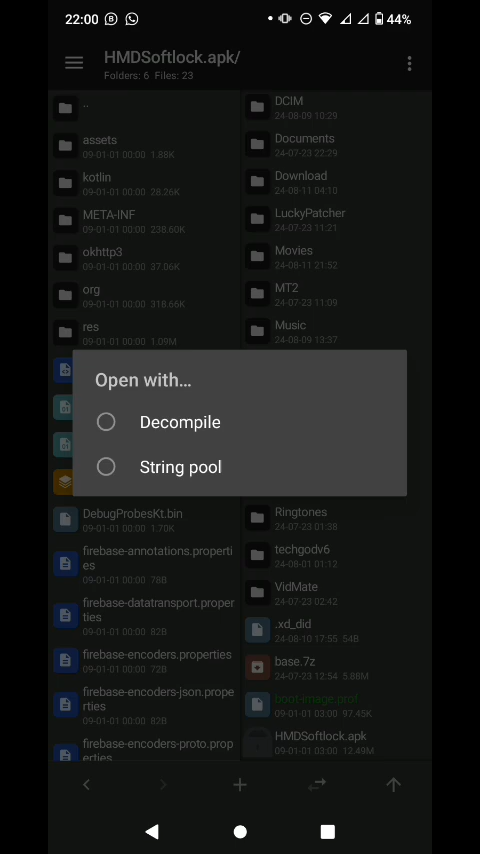 22:00
44%
HMDSoftlock.apk/
Folders: 6 Files: 23
..
assets
09-01-01 00:00 1.88K
kotlin
09-01-01 00:00 28.26K
META-INF
09-01-01 00:00 238.60K
okhttp3
09-01-01 00:00 37.06K
org
09-01-01 00:00 318.66K
res
09-01-01 00:00 1.09M
DCIM
24-08-09 10:29
Documents
24-07-23 22:29
Download
24-08-11 04:10
LuckyPatcher
24-07-23 11:21
Movies
24-08-11 21:52
MT2
24-07-23 11:09
Music
24-08-09 13:37
Open with...
Decompile
String pool
DebugProbesKt.bin
09-01-01 00:00 1.70K
firebase-annotations.properti
es
09-01-01 00:00 78B
firebase-datatransport.proper
ties
09-01-01 00:00 82B
firebase-encoders.properties
09-01-01 00:00 72B
firebase-encoders-json.prope
rties
09-01-01 00:00 82B
firebase-encoders-proto.prop
erties
Ringtones
24-07-23 01:38
techgodv6
24-08-01 01:12
VidMate
24-07-23 02:42
.xd_did
24-08-10 17:55 54B
base.7z
24-07-23 12:54 5.88M
boot-image.prof
09-01-01 03:00 97.45K
HMDSoftlock.apk
09-01-01 03:00 12.49M